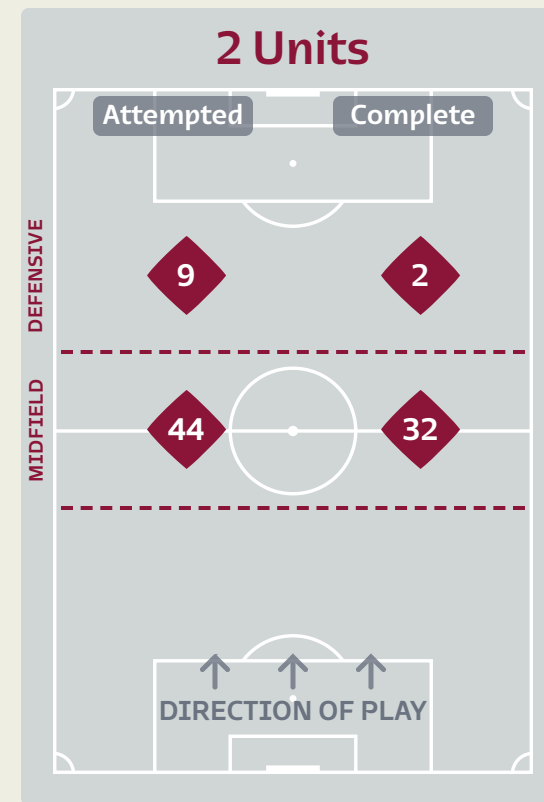 2 Units
Attempted Complete
DEFENSIVE
9 2
MIDFIELD
44 32
DIRECTION OF PLAY